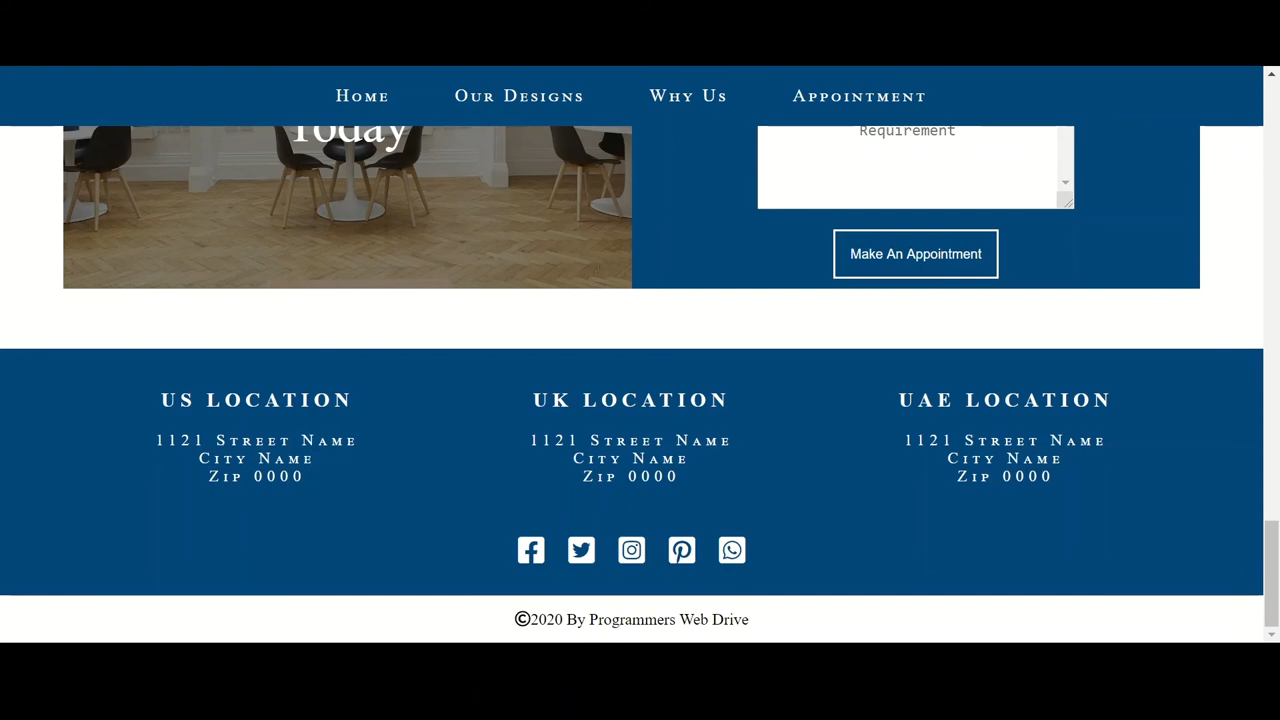 Home Our Designs Why Us Appointment
Today
Requirement
Make An Appointment
US LOCATION UK LOCATION UAE LOCATION
1121 Street Name 1121 Street Name 1121 Street Name
City Name City Name City Name
Zip 0000 Zip 0000 Zip 0000
©2020 By Programmers Web Drive